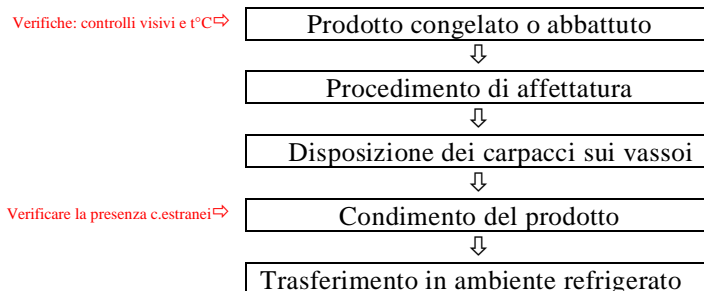 Verifiche: controlli visivi e t°C⇨ Prodotto congelato o abbattuto
⇩
Procedimento di affettatura
⇩
Disposizione dei carpacci sui vassoi
⇩
Verificare la presenza c.estranei⇨ Condimento del prodotto
⇩
Trasferimento in ambiente refrigerato